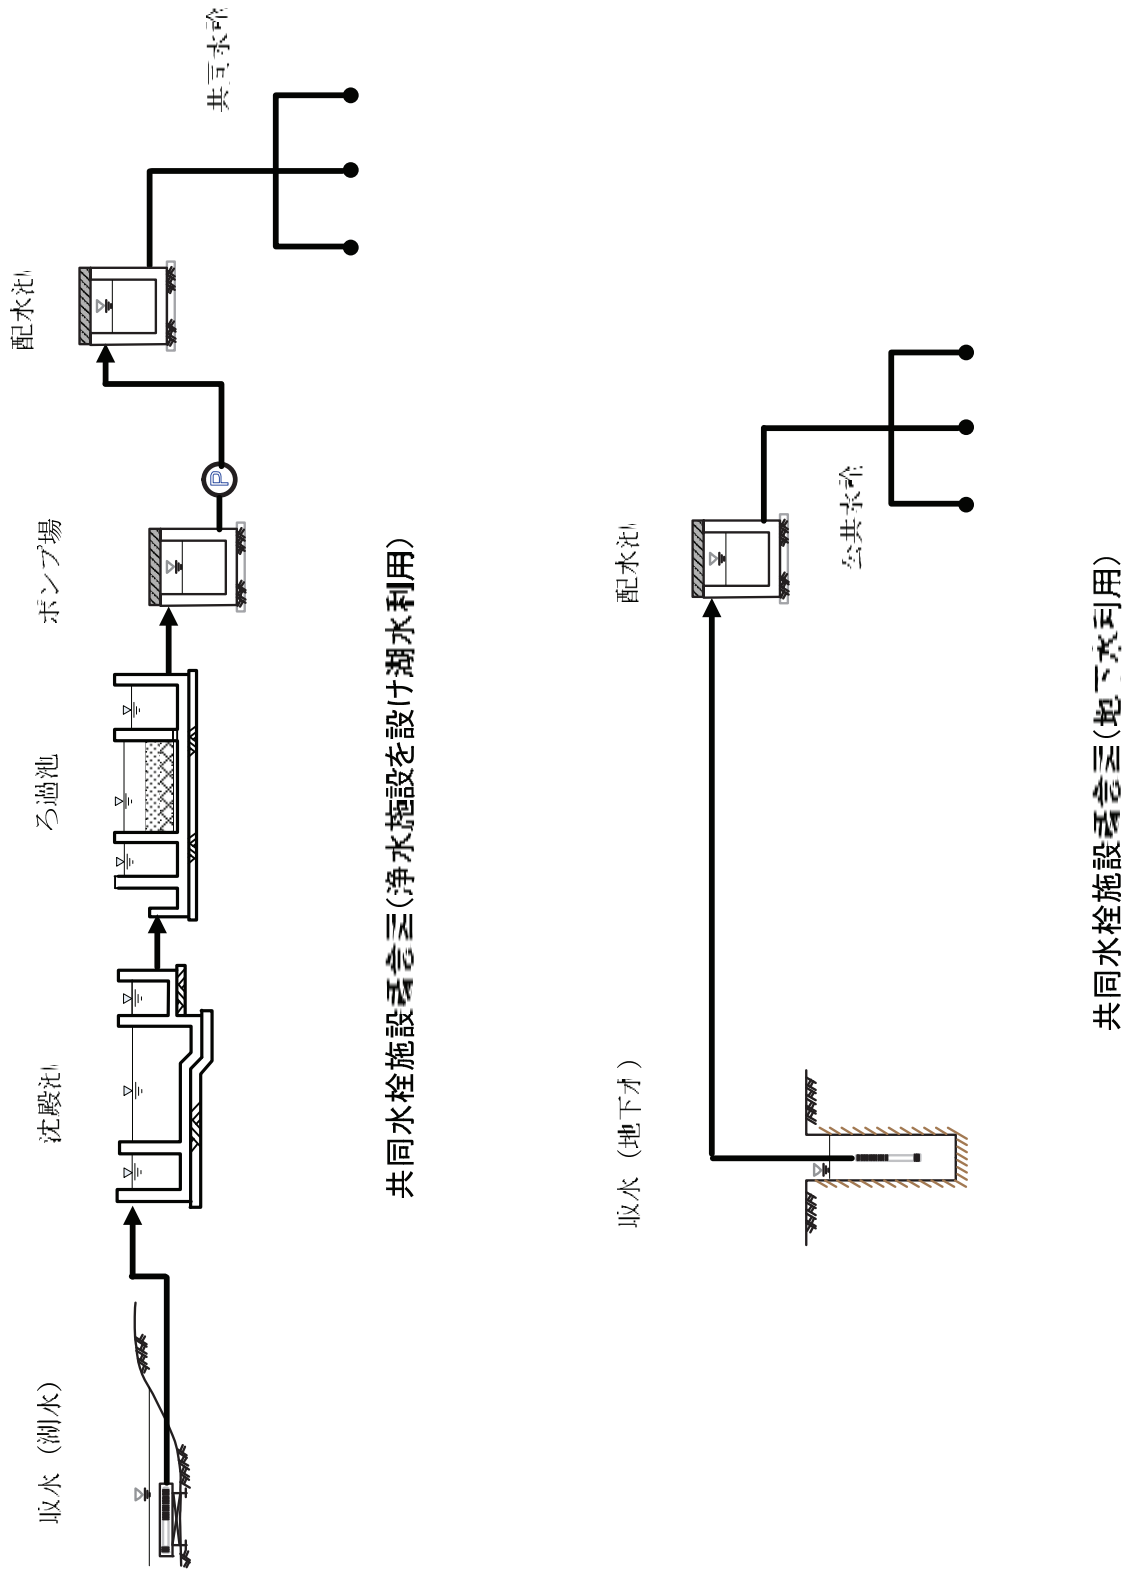 取水（湖水）
沈殿池
ろ過池
ポンプ場
P
配水池
共同水栓
共同水栓施設概念図(浄水施設を設け湖水利用)
取水（地下水）
配水池
公共水栓
共同水栓施設概念図(地下水利用)